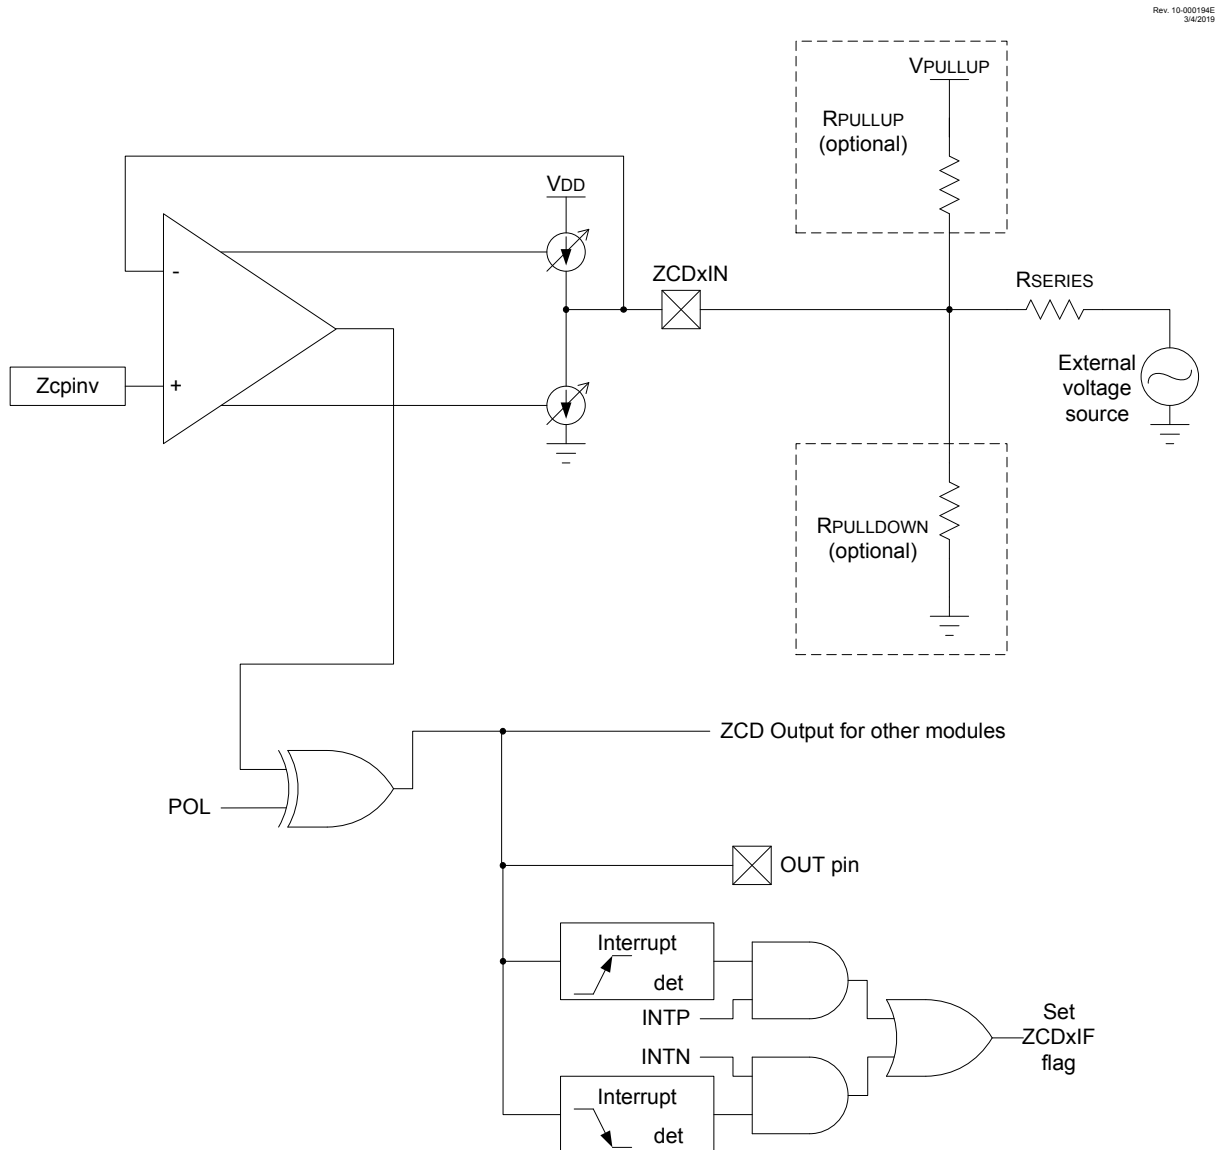 Rev. 10-000194E
3/4/2019
VPULLUP
RPULLUP
(optional)
VDD
-
ZCDxIN
RSERIES
Zcpinv
+
External
voltage
source
RPULLDOWN
(optional)
ZCD Output for other modules
POL
OUT pin
Interrupt
det
INTP
INTN
Set
ZCDxIF
flag
Interrupt
det